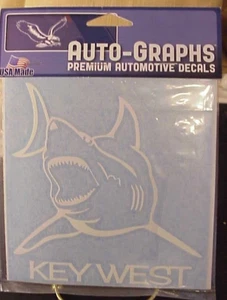 AUTO-GRAPHS
PREMIUM AUTOMOTIVE DECALS
USA Made
KEY WEST